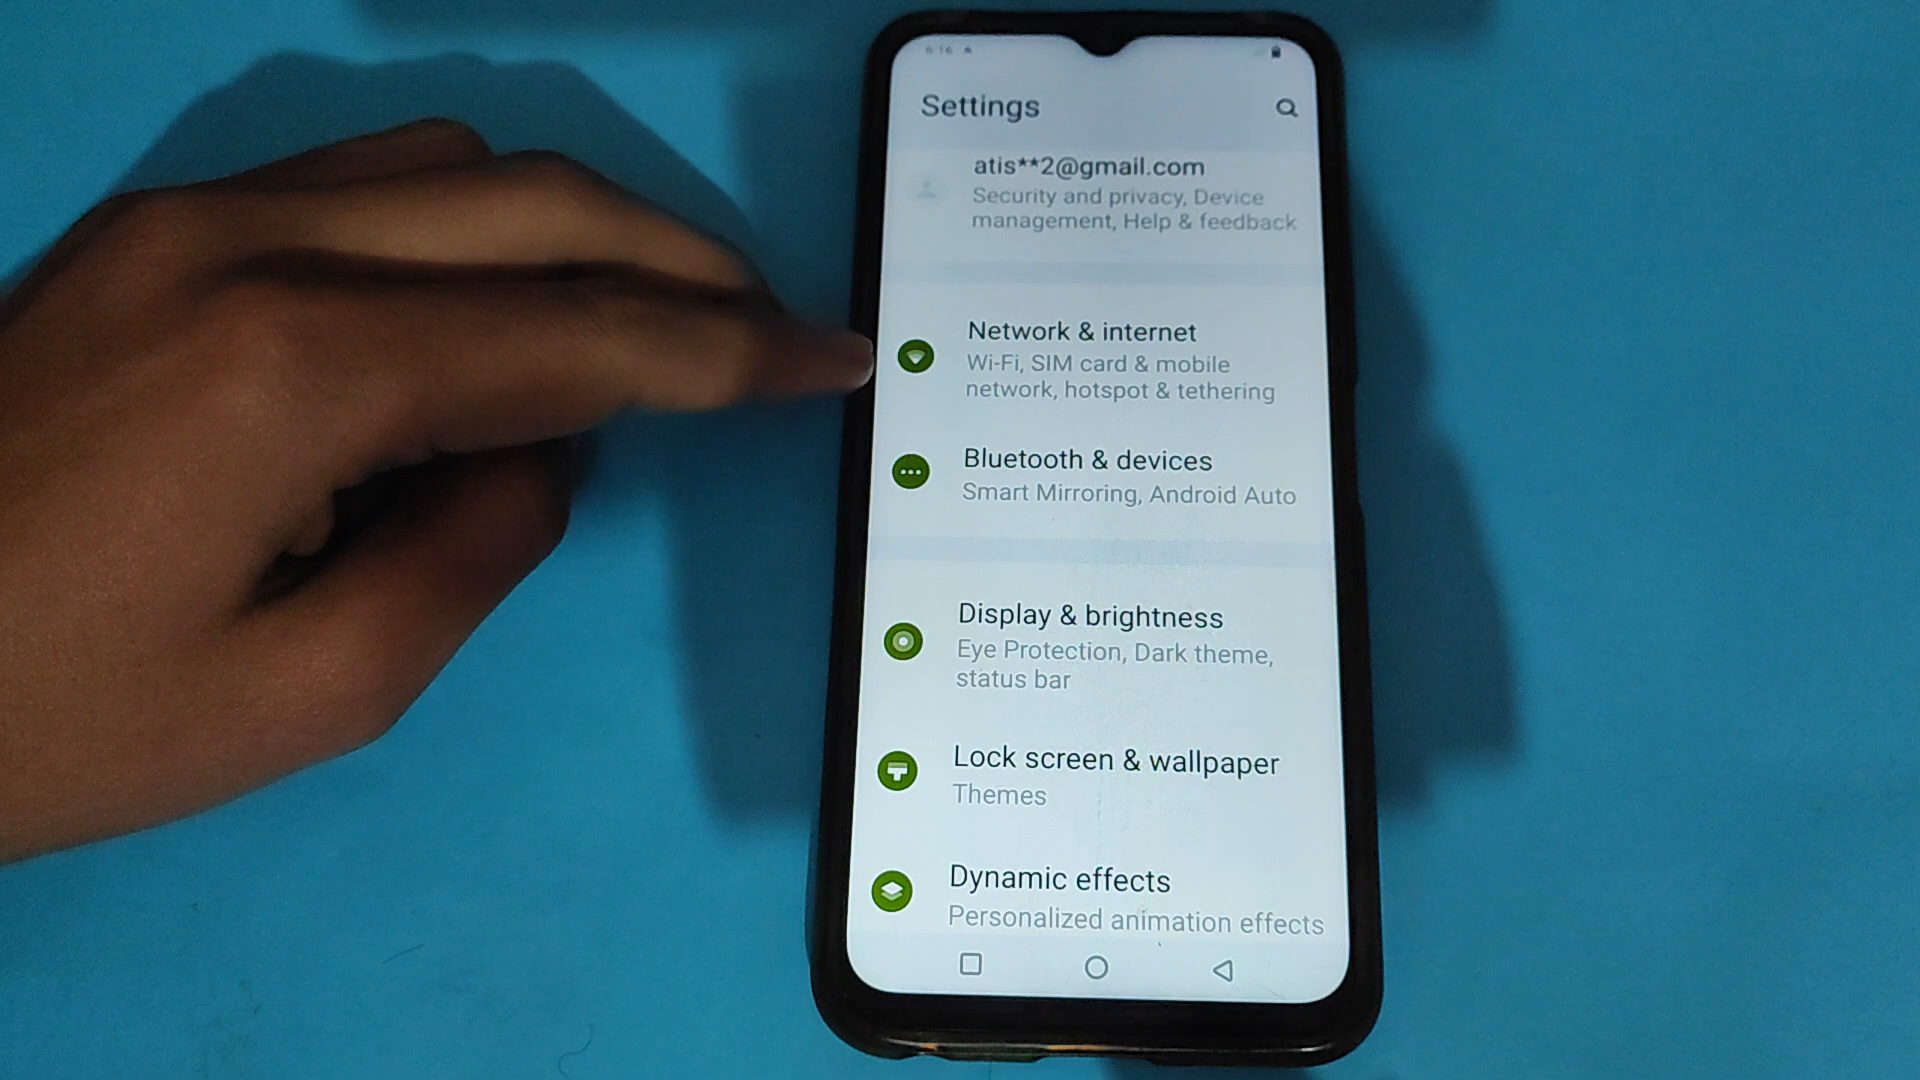 6:16
Settings
atis**2@gmail.com
Security and privacy, Device
management, Help & feedback
Network & internet
Wi-Fi, SIM card & mobile
network, hotspot & tethering
Bluetooth & devices
Smart Mirroring, Android Auto
Display & brightness
Eye Protection, Dark theme,
status bar
Lock screen & wallpaper
Themes
Dynamic effects
Personalized animation effects